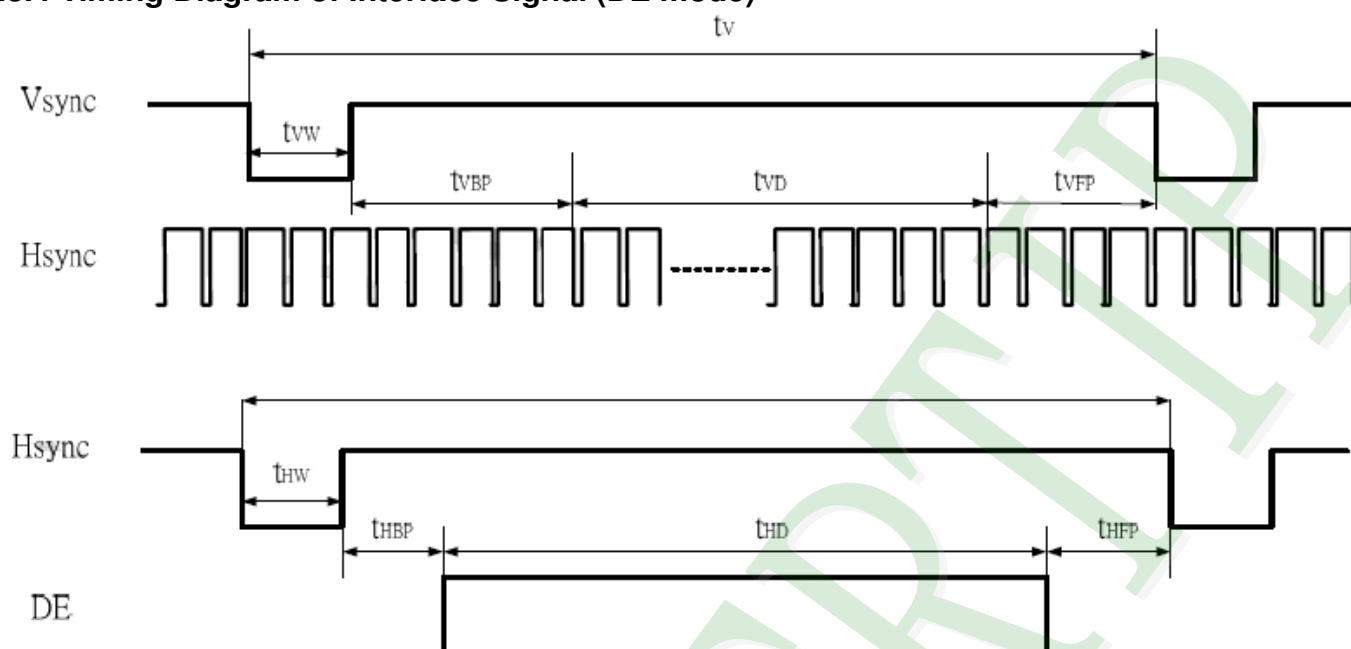 Timing Diagram of Interface Signal (DE Mode)
tV
Vsync
tVW
tVBP
tVD
tVFP
Hsync
Hsync
tHW
tHBP
tHD
tHFP
DE